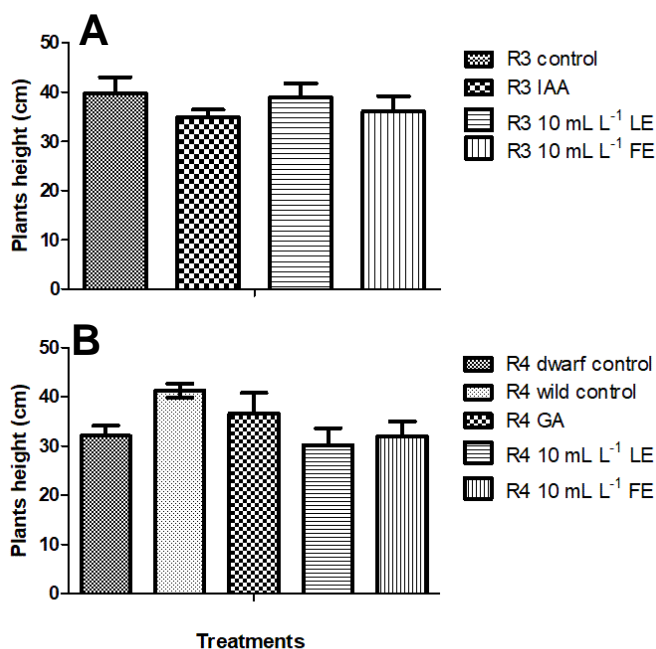 A
Plants height (cm)
50
40
30
20
10
0
R3 control
R3 IAA
R3 10 mL L⁻¹ LE
R3 10 mL L⁻¹ FE
B
Plants height (cm)
50
40
30
20
10
0
R4 dwarf control
R4 wild control
R4 GA
R4 10 mL L⁻¹ LE
R4 10 mL L⁻¹ FE
Treatments